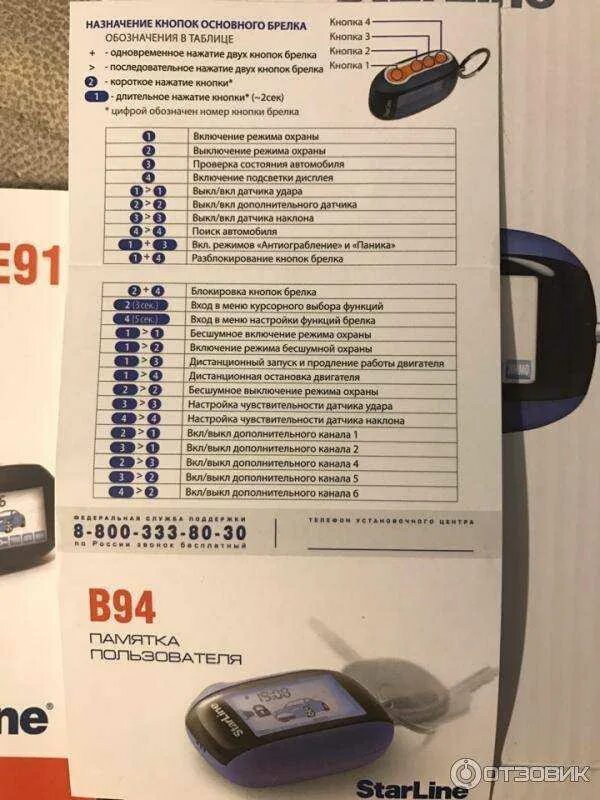 StarLine
НАЗНАЧЕНИЕ КНОПОК ОСНОВНОГО БРЕЛКА
ОБОЗНАЧЕНИЯ В ТАБЛИЦЕ
+ - одновременное нажатие двух кнопок брелка
> - последовательное нажатие двух кнопок брелка
2 - короткое нажатие кнопки*
1 - длительное нажатие кнопки* (~2сек)
* цифрой обозначен номер кнопки брелка
Кнопка 4
Кнопка 3
Кнопка 2
Кнопка 1
1 Включение режима охраны
2 Выключение режима охраны
3 Проверка состояния автомобиля
4 Включение подсветки дисплея
1 > 1 Выкл/вкл датчика удара
2 > 2 Выкл/вкл дополнительного датчика
3 > 3 Выкл/вкл датчика наклона
4 > 4 Поиск автомобиля
1 + 3 Вкл. режимов «Антиограбление» и «Паника»
1 + 4 Разблокирование кнопок брелка
2 + 4 Блокировка кнопок брелка
2 (3 сек.) Вход в меню курсорного выбора функций
4 (5 сек.) Вход в меню настройки функций брелка
1 > 1 Бесшумное включение режима охраны
1 > 2 Включение режима бесшумной охраны
1 > 3 Дистанционный запуск и продление работы двигателя
1 > 4 Дистанционная остановка двигателя
2 > 2 Бесшумное выключение режима охраны
3 > 3 Настройка чувствительности датчика удара
4 > 4 Настройка чувствительности датчика наклона
2 > 1 Вкл/выкл дополнительного канала 1
3 > 1 Вкл/выкл дополнительного канала 2
2 > 3 Вкл/выкл дополнительного канала 4
3 > 2 Вкл/выкл дополнительного канала 5
4 > 2 Вкл/выкл дополнительного канала 6
ФЕДЕРАЛЬНАЯ СЛУЖБА ПОДДЕРЖКИ
8-800-333-80-30
по России звонок бесплатный
ТЕЛЕФОН УСТАНОВОЧНОГО ЦЕНТРА
E91
B94
ПАМЯТКА
ПОЛЬЗОВАТЕЛЯ
StarLine
StarLine
ne®
ОТЗОВИК